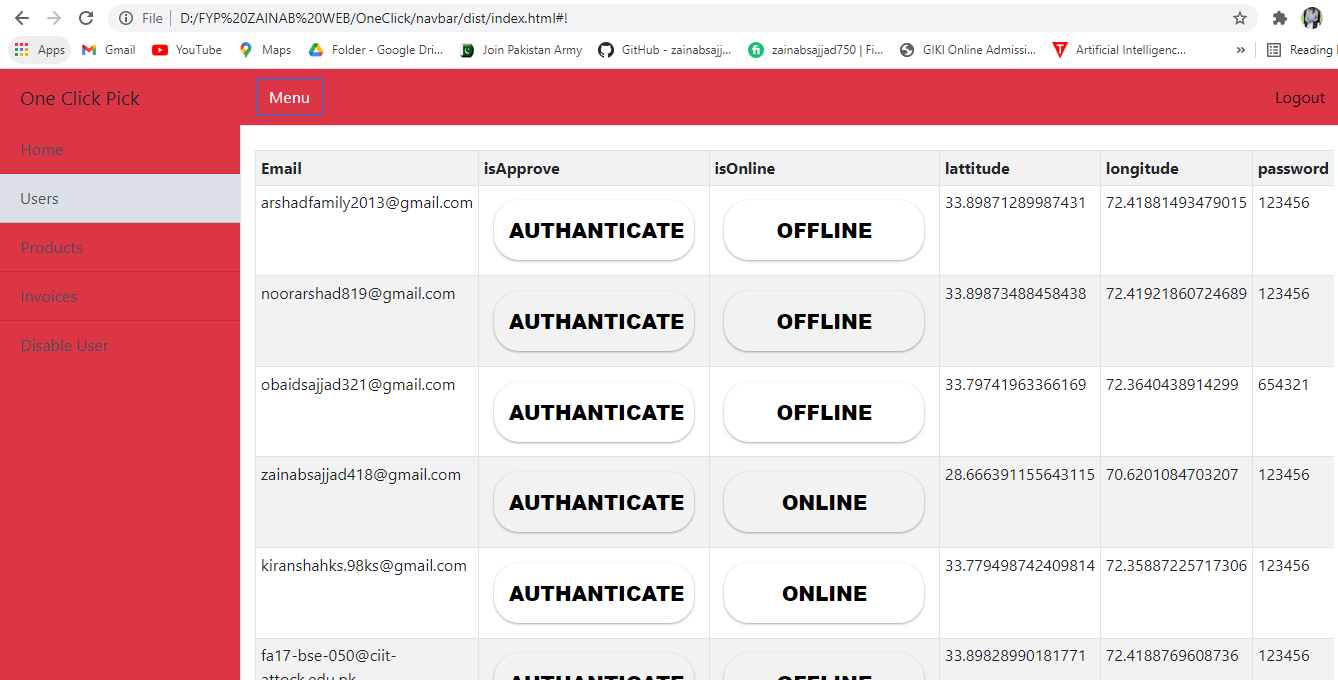 File | D:/FYP%20ZAINAB%20WEB/OneClick/navbar/dist/index.html#!
Apps Gmail YouTube Maps Folder - Google Dri... Join Pakistan Army GitHub - zainabsajj... zainabsajjad750 | Fi... GIKI Online Admissi... Artificial Intelligenc... » Reading
One Click Pick Menu Logout
Home
Users
Products
Invoices
Disable User
Email isApprove isOnline lattitude longitude password
arshadfamily2013@gmail.com AUTHANTICATE OFFLINE 33.89871289987431 72.41881493479015 123456
noorarshad819@gmail.com AUTHANTICATE OFFLINE 33.89873488458438 72.41921860724689 123456
obaidsajjad321@gmail.com AUTHANTICATE OFFLINE 33.79741963366169 72.3640438914299 654321
zainabsajjad418@gmail.com AUTHANTICATE ONLINE 28.666391155643115 70.6201084703207 123456
kiranshahks.98ks@gmail.com AUTHANTICATE ONLINE 33.779498742409814 72.35887225717306 123456
fa17-bse-050@ciit- AUTHANTICATE OFFLINE 33.89828990181771 72.4188769608736 123456
attock.edu.pk